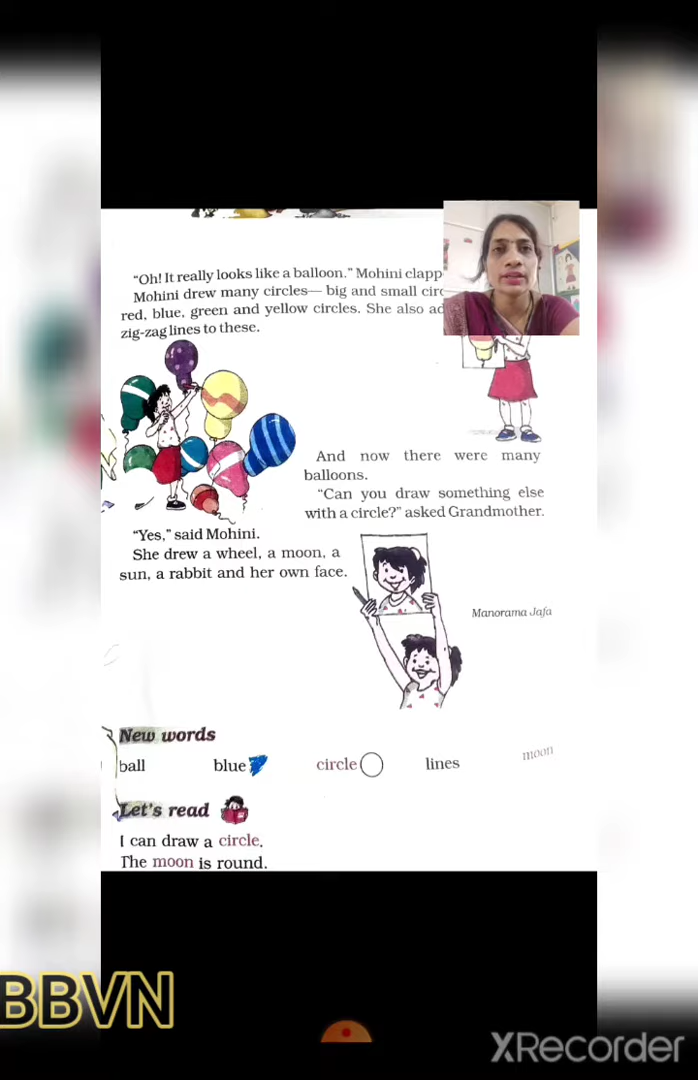 “Oh! It really looks like a balloon.” Mohini clapp
Mohini drew many circles— big and small circ
red, blue, green and yellow circles. She also ad
zig-zag lines to these.
And now there were many
balloons.
“Can you draw something else
with a circle?” asked Grandmother.
“Yes,” said Mohini.
She drew a wheel, a moon, a
sun, a rabbit and her own face.
Manorama Jafa
New words
ball blue circle lines moon
Let’s read
I can draw a circle.
The moon is round.
BBVN
XRecorder